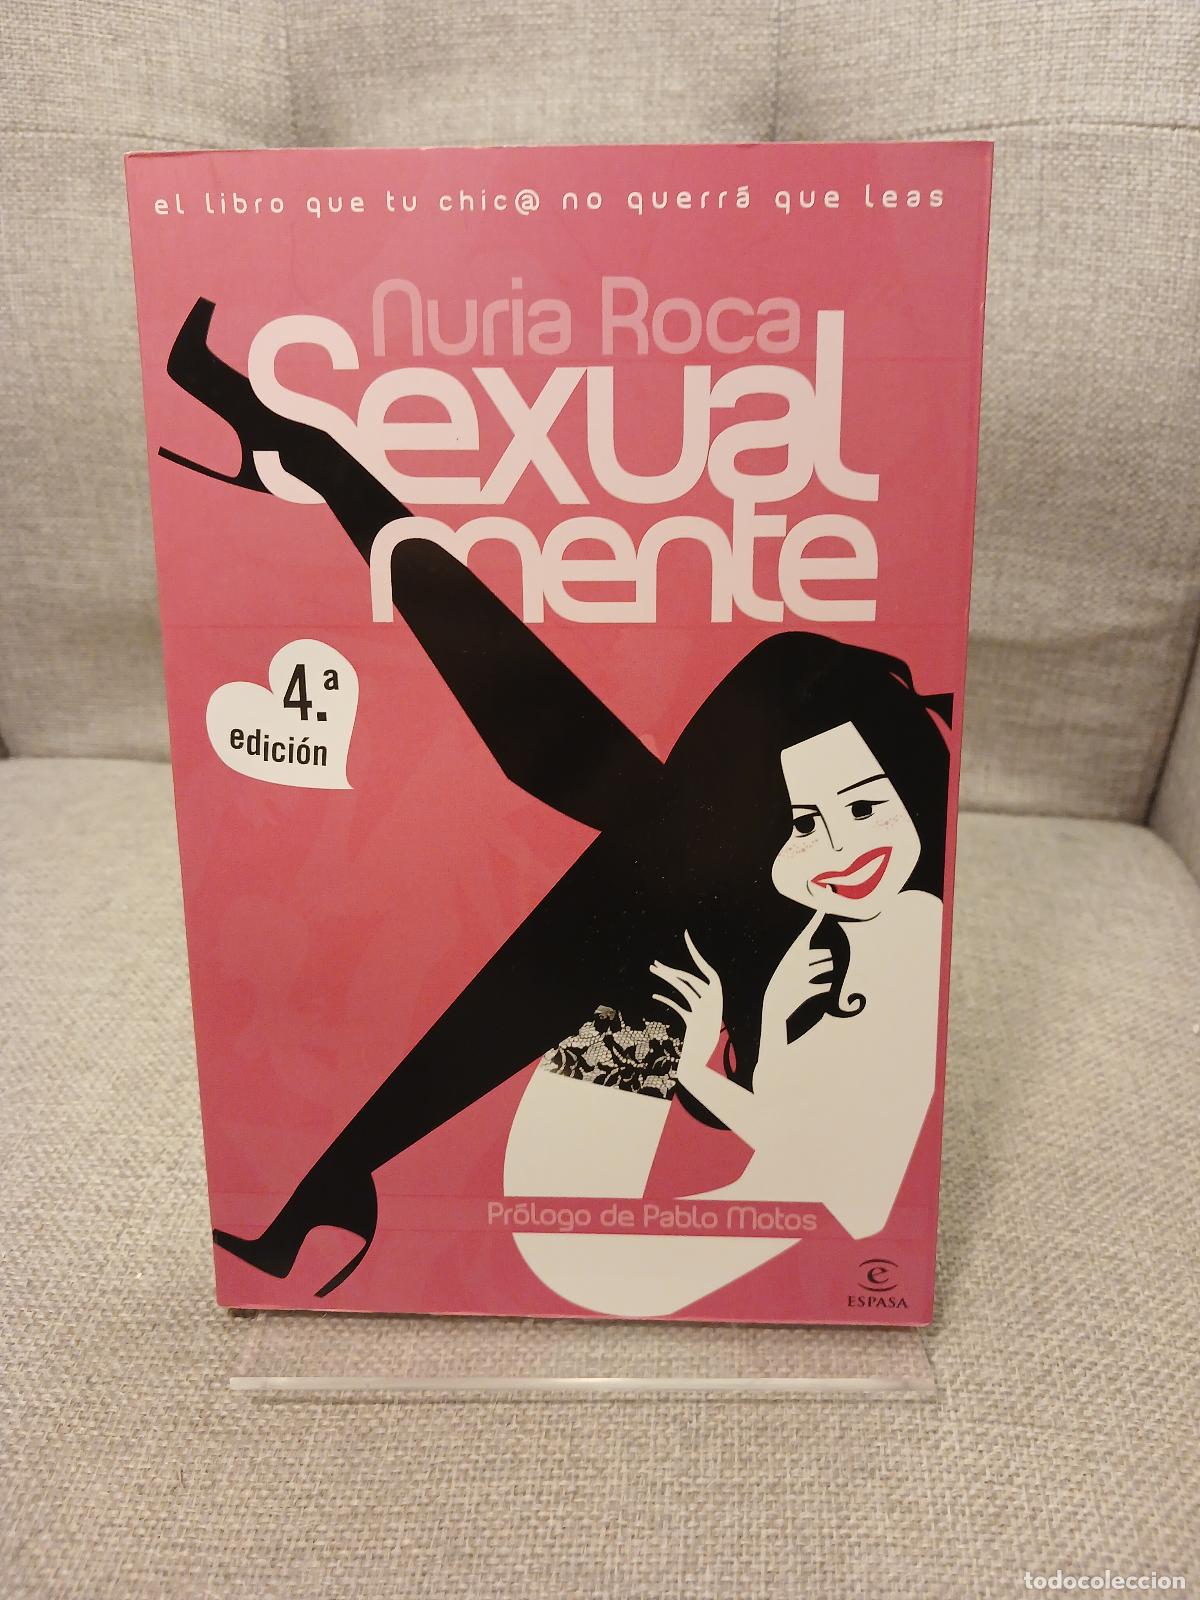 el libro que tu chic@ no querrá que leas
Nuria Roca
Sexual
mente
4.ª
edición
Prólogo de Pablo Motos
e
ESPASA
todocoleccion